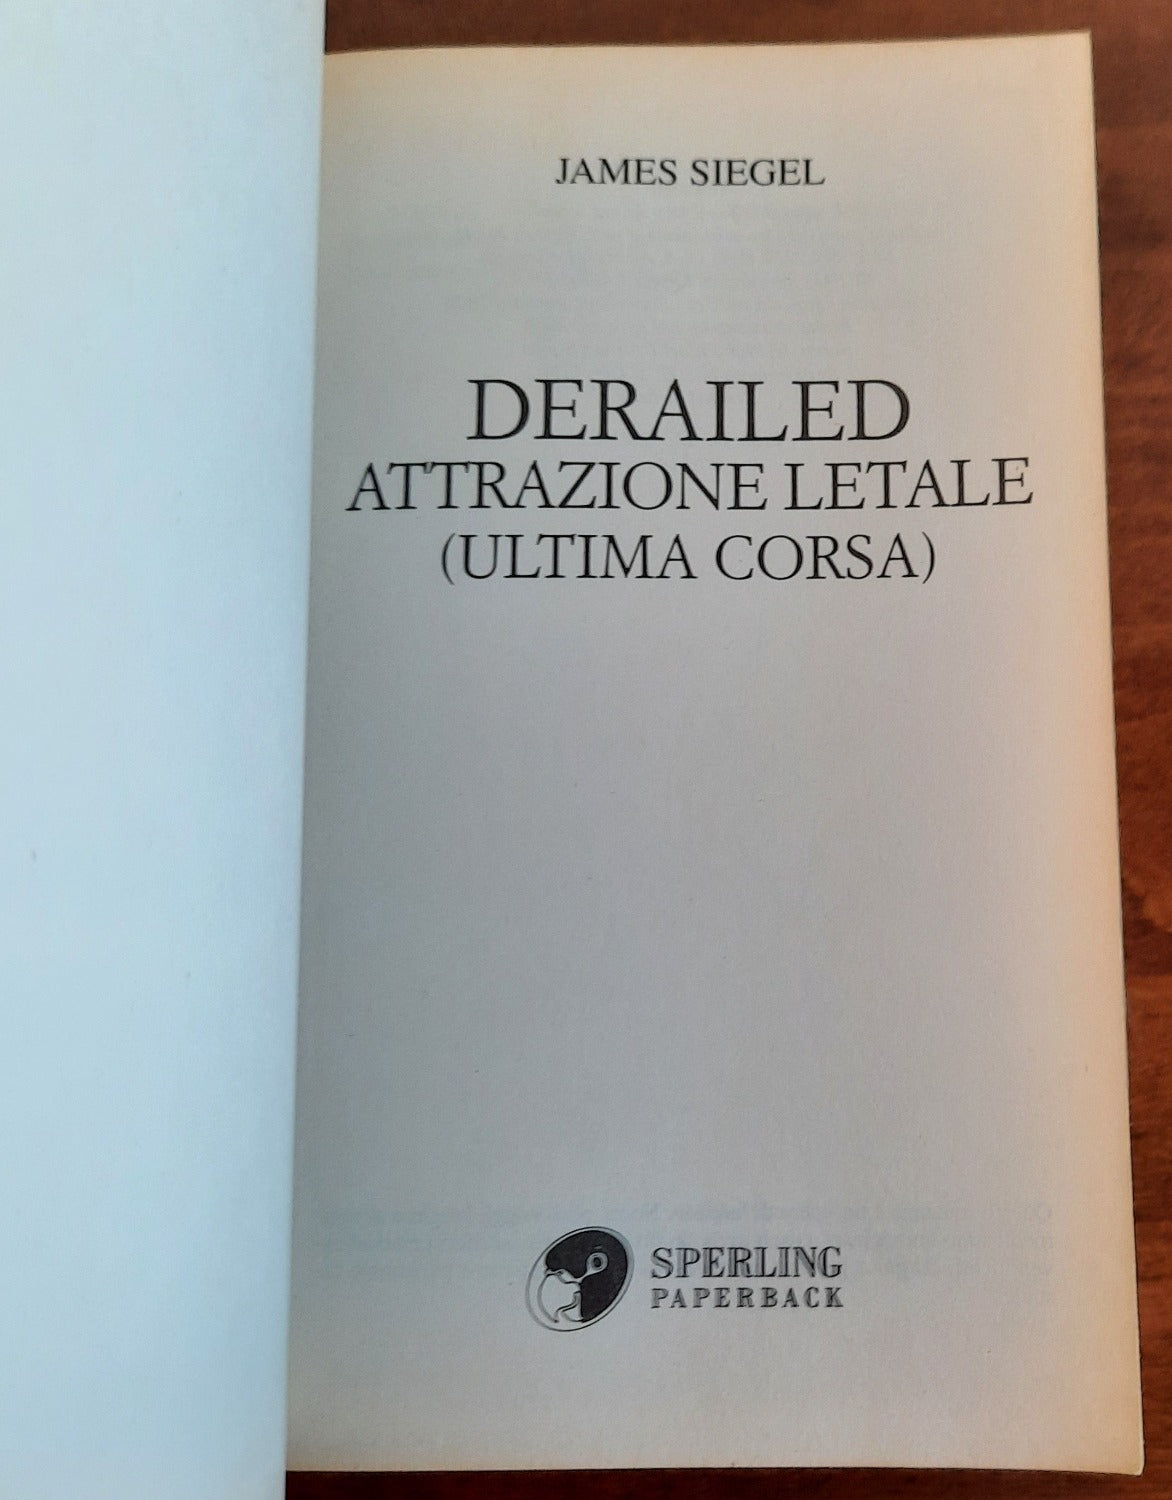 JAMES SIEGEL
DERAILED
ATTRAZIONE LETALE
(ULTIMA CORSA)
SPERLING
PAPERBACK